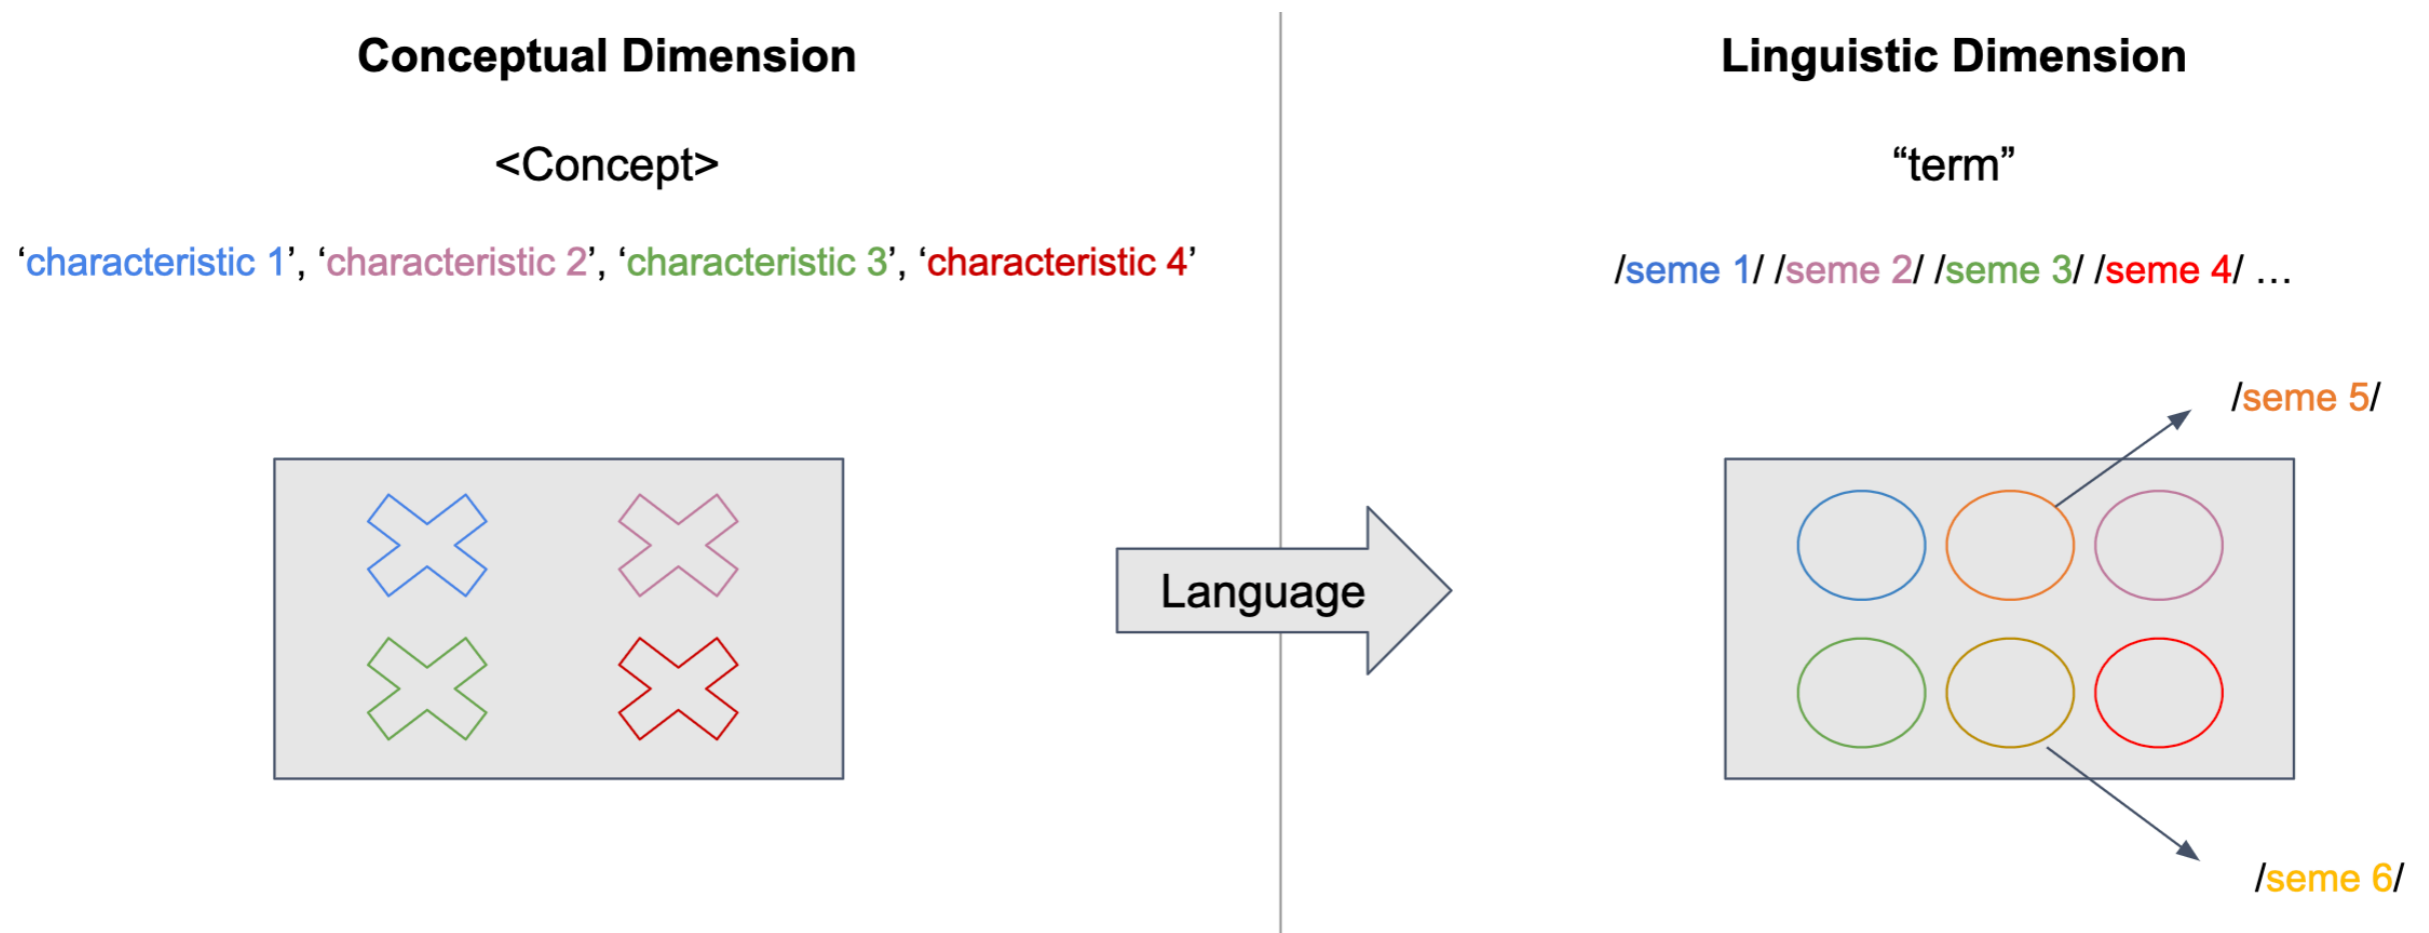 Conceptual Dimension
<Concept>
‘characteristic 1’, ‘characteristic 2’, ‘characteristic 3’, ‘characteristic 4’
Language
Linguistic Dimension
“term”
/seme 1/ /seme 2/ /seme 3/ /seme 4/ …
/seme 5/
/seme 6/